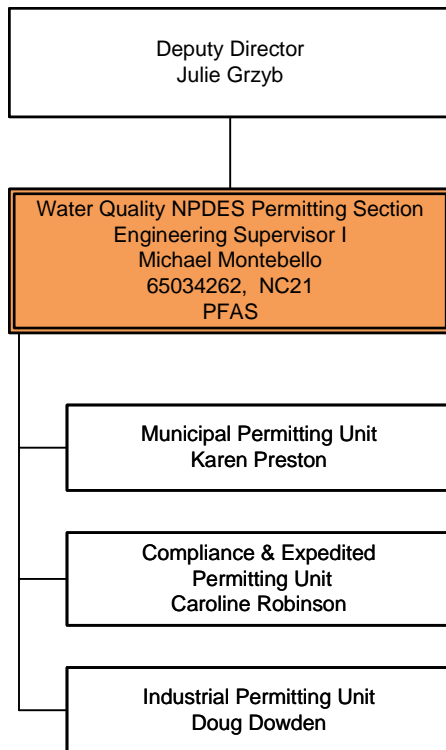 Deputy Director
Julie Grzyb
Water Quality NPDES Permitting Section
Engineering Supervisor I
Michael Montebello
65034262, NC21
PFAS
Municipal Permitting Unit
Karen Preston
Compliance & Expedited
Permitting Unit
Caroline Robinson
Industrial Permitting Unit
Doug Dowden